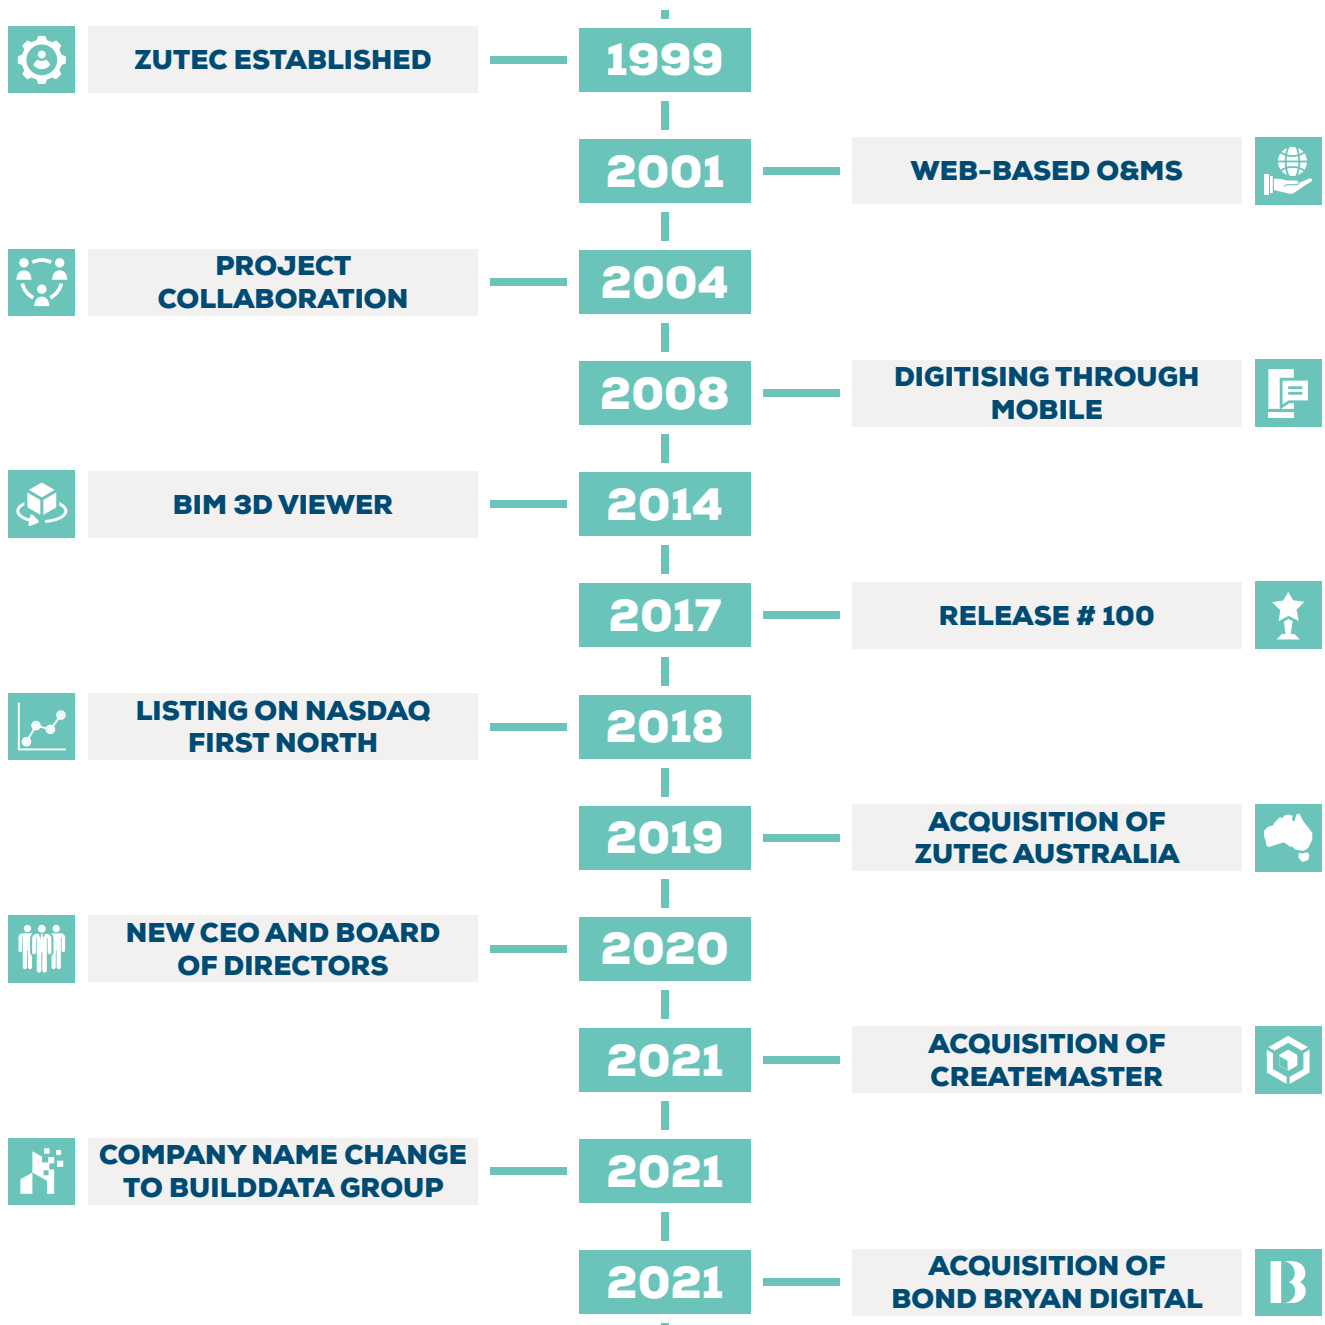 ZUTEC ESTABLISHED
1999
2001
WEB-BASED O&MS
PROJECT
COLLABORATION
2004
2008
DIGITISING THROUGH
MOBILE
BIM 3D VIEWER
2014
2017
RELEASE # 100
LISTING ON NASDAQ
FIRST NORTH
2018
2019
ACQUISITION OF
ZUTEC AUSTRALIA
NEW CEO AND BOARD
OF DIRECTORS
2020
2021
ACQUISITION OF
CREATEMASTER
COMPANY NAME CHANGE
TO BUILDDATA GROUP
2021
2021
ACQUISITION OF
BOND BRYAN DIGITAL
B